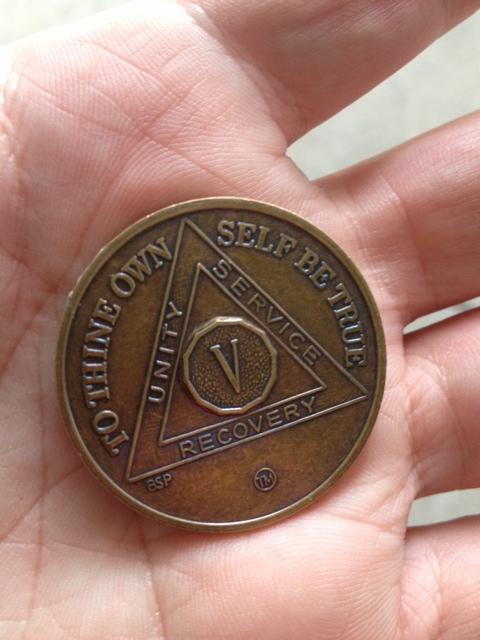 TO THINE OWN SELF BE TRUE
UNITY
SERVICE
RECOVERY
V
BSP
TM